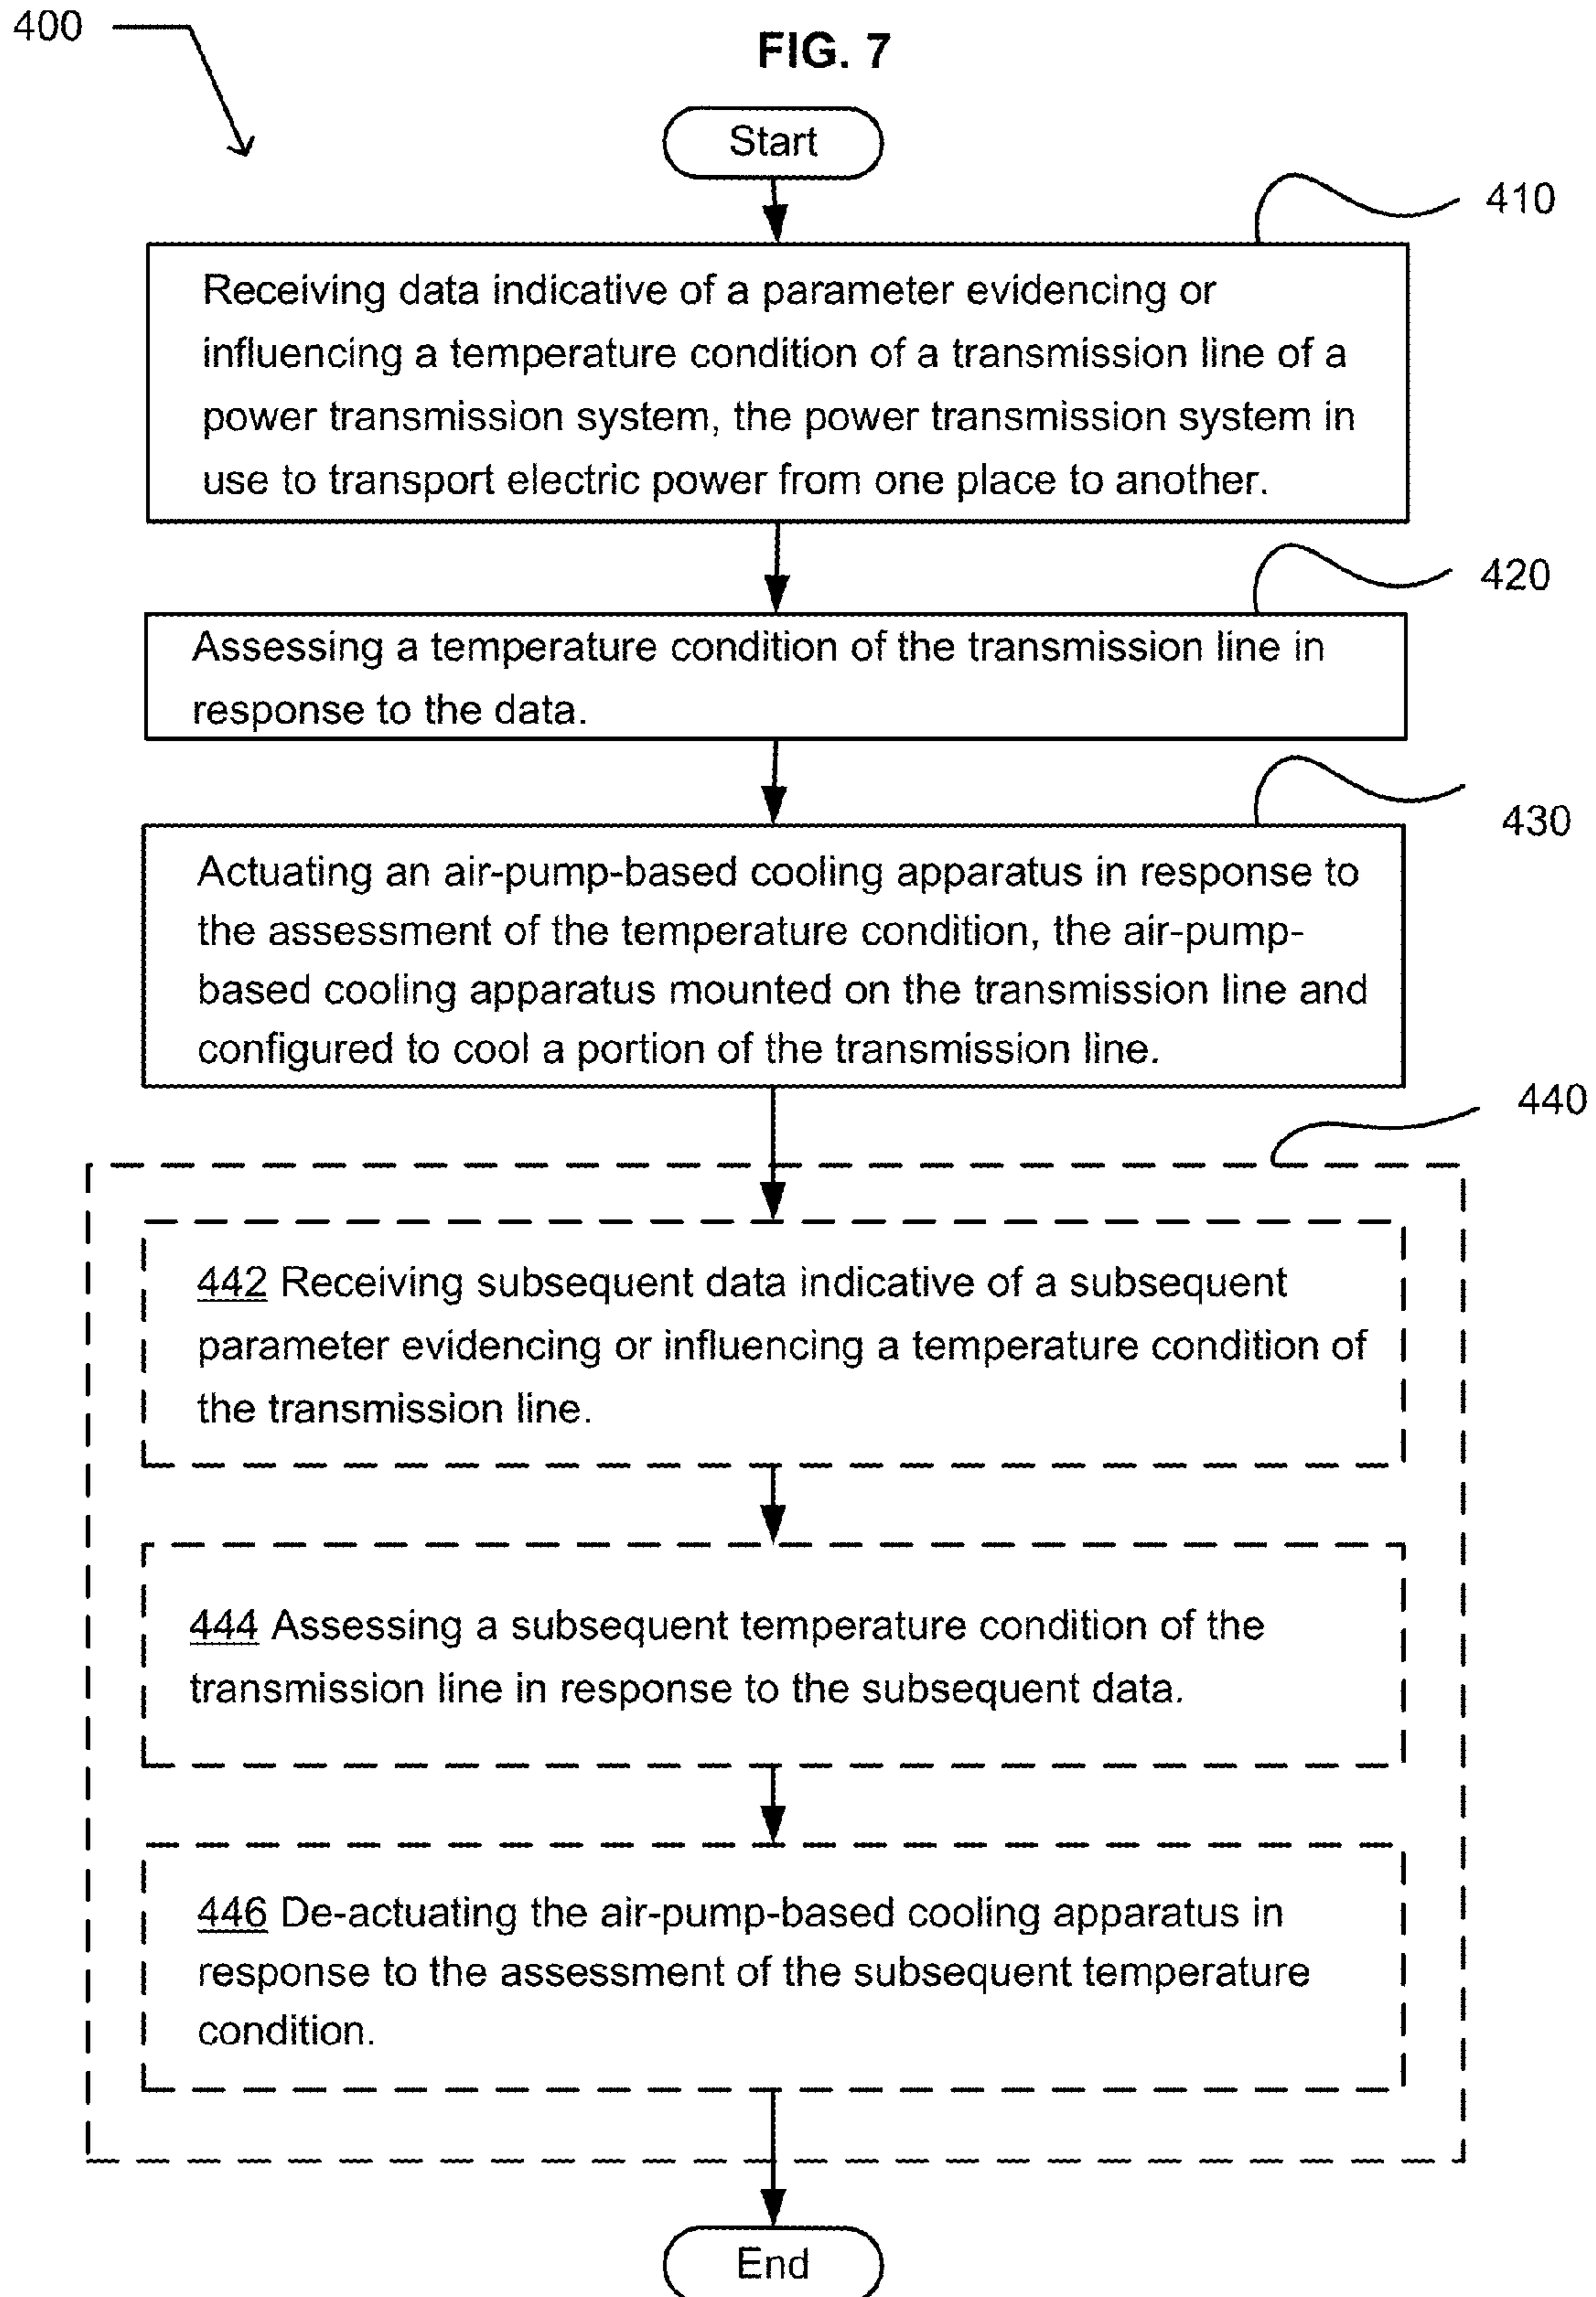 400
FIG. 7
Start
410
Receiving data indicative of a parameter evidencing or
influencing a temperature condition of a transmission line of a
power transmission system, the power transmission system in
use to transport electric power from one place to another.
420
Assessing a temperature condition of the transmission line in
response to the data.
430
Actuating an air-pump-based cooling apparatus in response to
the assessment of the temperature condition, the air-pump-
based cooling apparatus mounted on the transmission line and
configured to cool a portion of the transmission line.
440
442 Receiving subsequent data indicative of a subsequent
parameter evidencing or influencing a temperature condition of
the transmission line.
444 Assessing a subsequent temperature condition of the
transmission line in response to the subsequent data.
446 De-actuating the air-pump-based cooling apparatus in
response to the assessment of the subsequent temperature
condition.
End